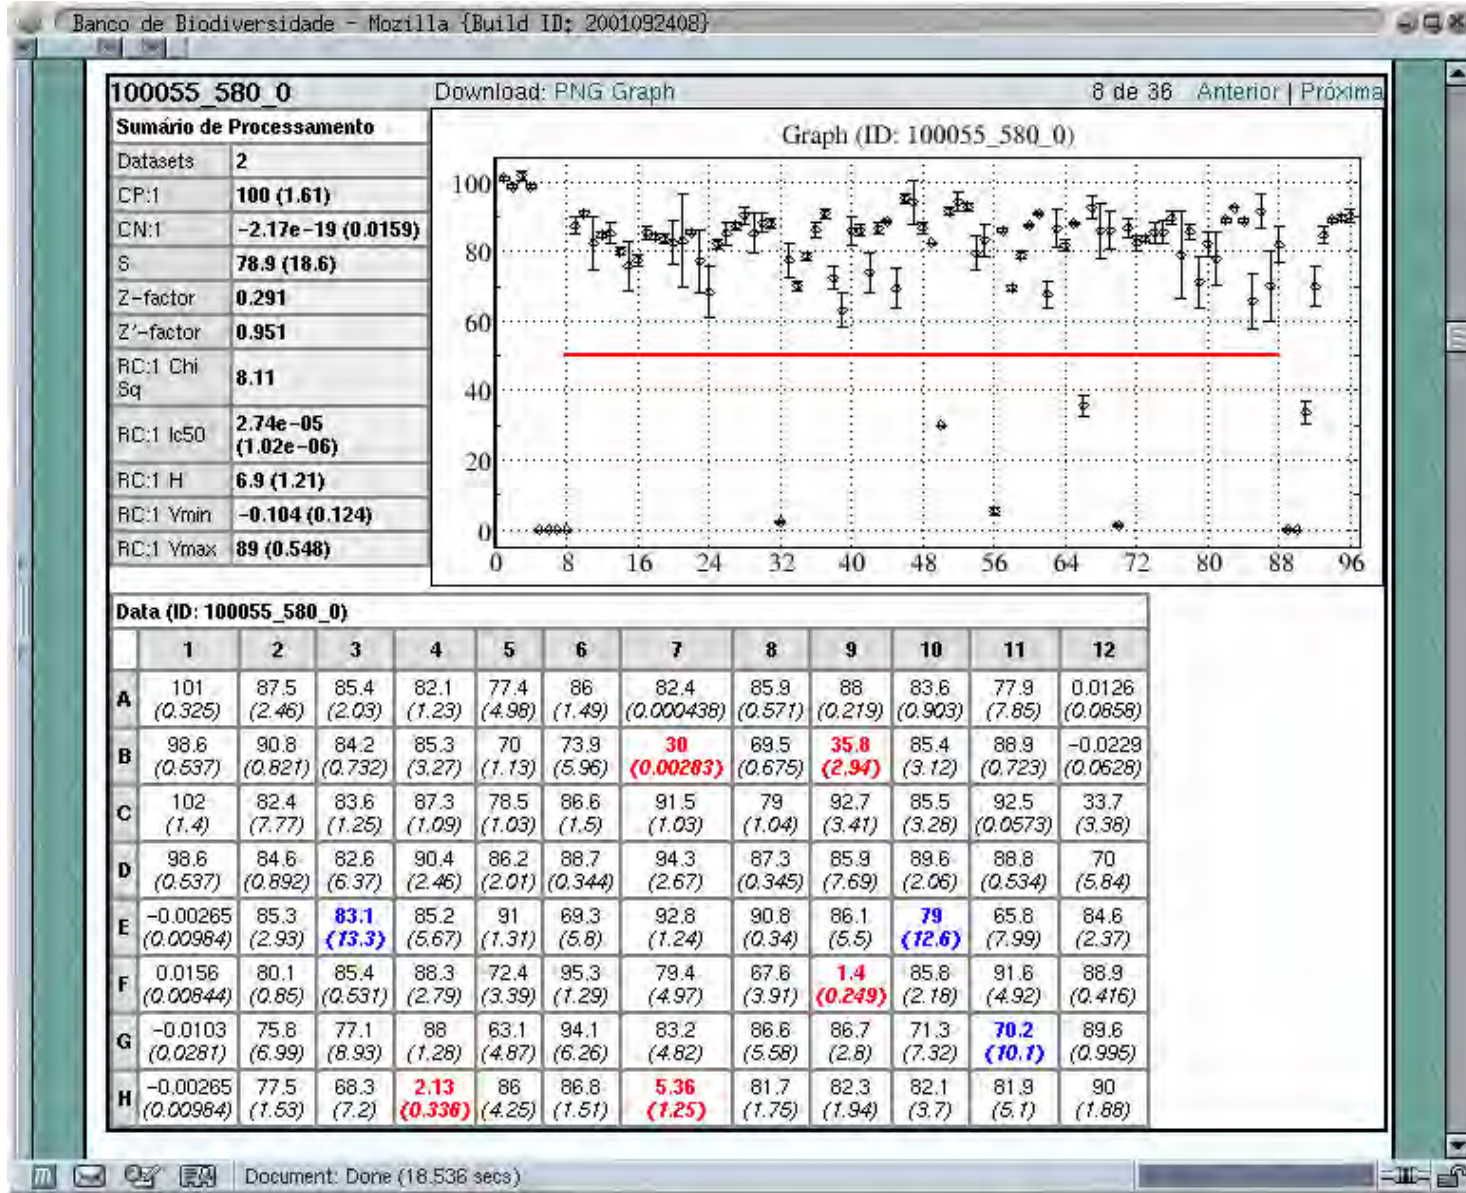 Banco de Biodiversidade - Mozilla {Build ID: 2001092408}
100055_580_0 Download: PNG Graph 8 de 36 Anterior | Próxima
Sumário de Processamento
Datasets 2
CP:1 100 (1.61)
CN:1 -2.17e-19 (0.0159)
S 78.9 (18.6)
Z-factor 0.291
Z'-factor 0.951
RC:1 Chi
Sq 8.11
RC:1 Ic50 2.74e-05
(1.02e-06)
RC:1 H 6.9 (1.21)
RC:1 Vmin -0.104 (0.124)
RC:1 Vmax 89 (0.548)
Graph (ID: 100055_580_0)
100
80
60
40
20
0
0 8 16 24 32 40 48 56 64 72 80 88 96
Data (ID: 100055_580_0)
1 2 3 4 5 6 7 8 9 10 11 12
A 101 87.5 85.4 82.1 77.4 86 82.4 85.9 88 83.6 77.9 0.0126
(0.325) (2.46) (2.03) (1.23) (4.98) (1.49) (0.000438) (0.571) (0.219) (0.903) (7.85) (0.0858)
B 98.6 90.8 84.2 85.3 70 73.9 30 69.5 35.8 85.4 88.9 -0.0229
(0.537) (0.821) (0.732) (3.27) (1.13) (5.96) (0.00283) (0.675) (2.94) (3.12) (0.723) (0.0628)
C 102 82.4 83.6 87.3 78.5 86.6 91.5 79 92.7 85.5 92.5 33.7
(1.4) (7.77) (1.25) (1.09) (1.03) (1.5) (1.03) (1.04) (3.41) (3.28) (0.0573) (3.38)
D 98.6 84.6 82.6 90.4 86.2 88.7 94.3 87.3 85.9 89.6 88.8 70
(0.537) (0.892) (6.37) (2.46) (2.01) (0.344) (2.67) (0.345) (7.69) (2.06) (0.534) (5.84)
E -0.00265 85.3 83.1 85.2 91 69.3 92.8 90.8 86.1 79 65.8 84.6
(0.00984) (2.93) (13.3) (5.67) (1.31) (5.8) (1.24) (0.34) (5.5) (12.6) (7.99) (2.37)
F 0.0156 80.1 85.4 88.3 72.4 95.3 79.4 67.6 1.4 85.8 91.6 88.9
(0.00844) (0.85) (0.531) (2.79) (3.39) (1.29) (4.97) (3.91) (0.249) (2.18) (4.92) (0.416)
G -0.0103 75.8 77.1 88 63.1 94.1 83.2 86.6 86.7 71.3 70.2 89.6
(0.0281) (6.99) (8.93) (1.28) (4.87) (6.26) (4.82) (5.58) (2.8) (7.32) (10.1) (0.995)
H -0.00265 77.5 68.3 2.13 86 86.8 5.36 81.7 82.3 82.1 81.9 90
(0.00984) (1.53) (7.2) (0.336) (4.25) (1.51) (1.25) (1.75) (1.94) (3.7) (5.1) (1.88)
Document: Done (18.536 secs)